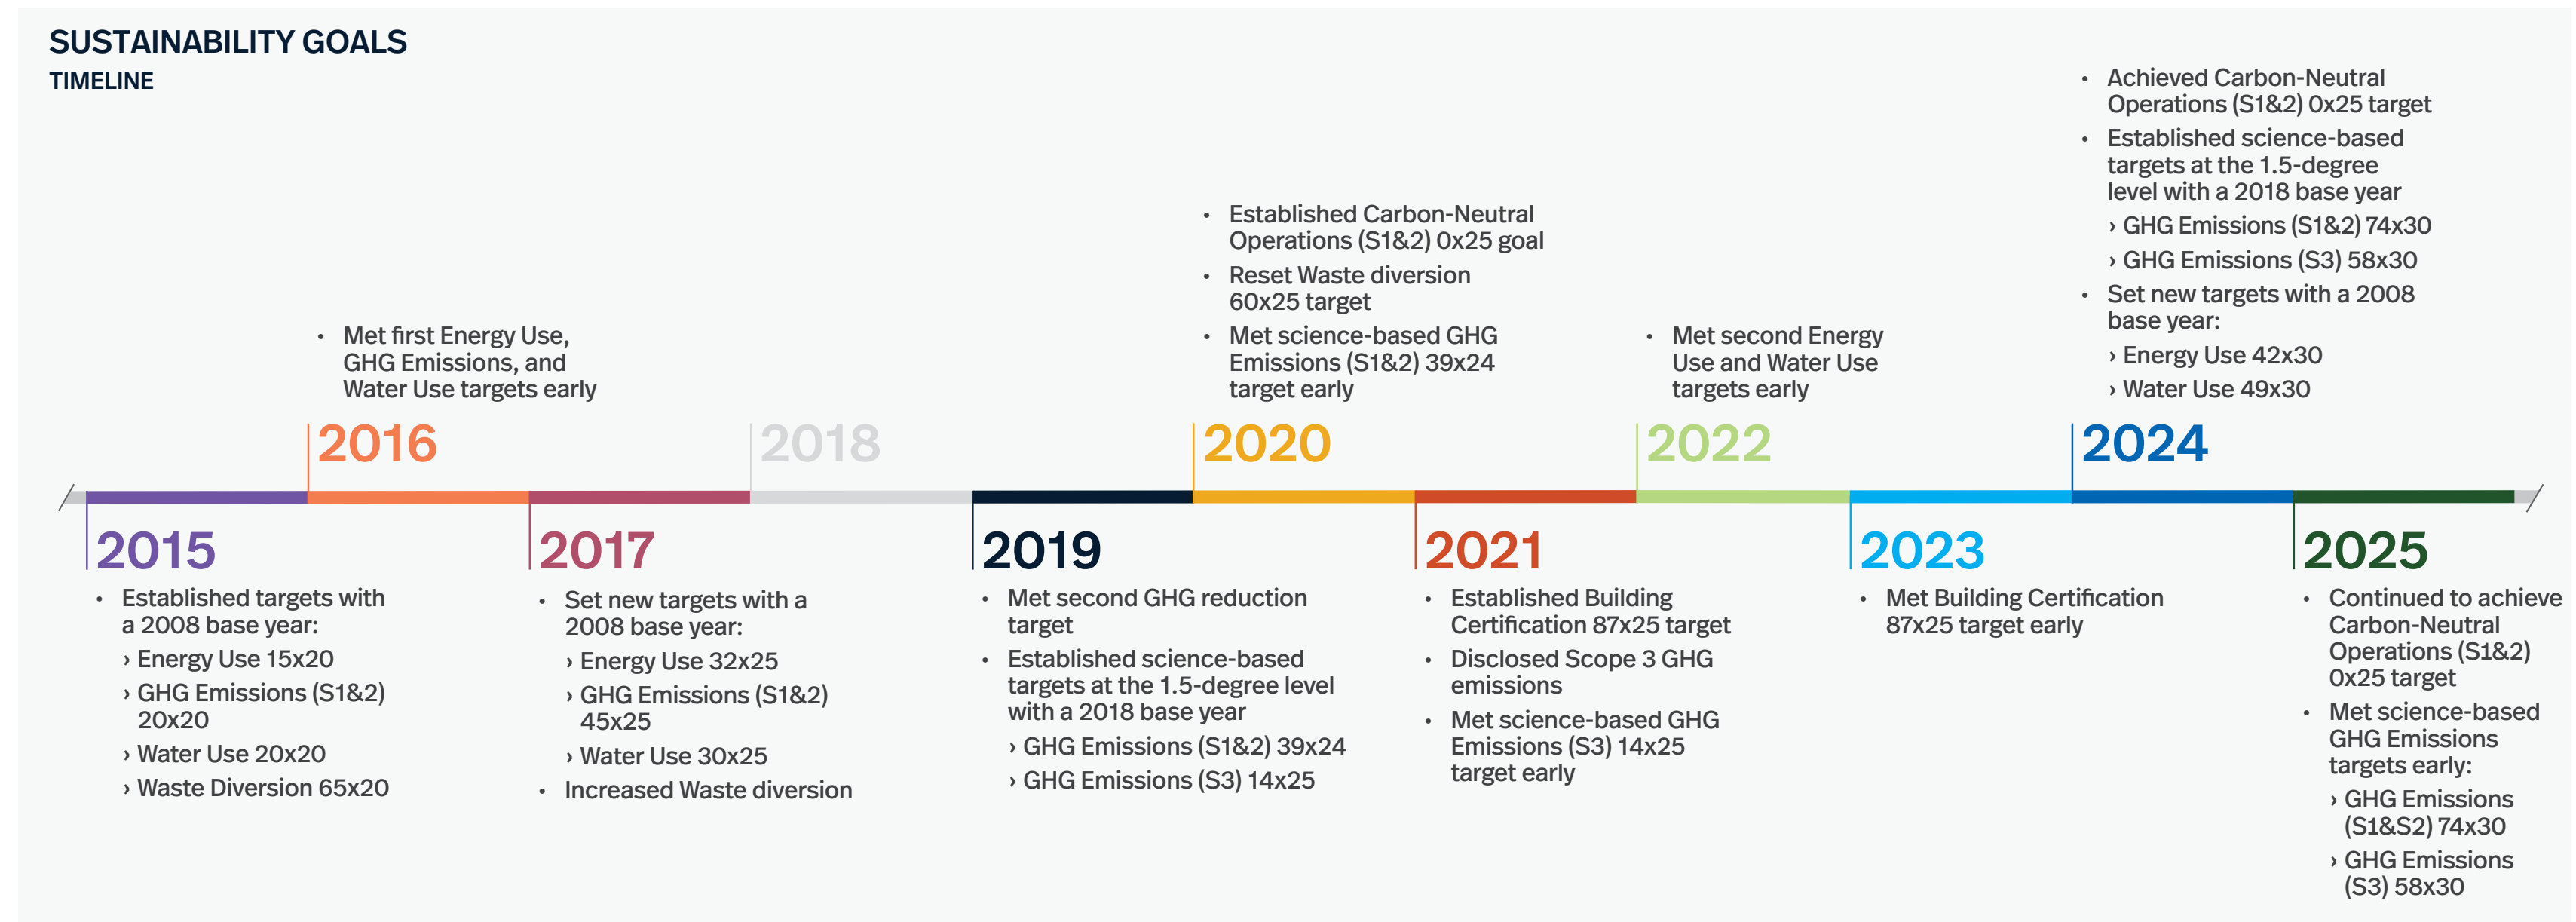 SUSTAINABILITY GOALS
TIMELINE
2015
• Established targets with
a 2008 base year:
› Energy Use 15x20
› GHG Emissions (S1&2)
20x20
› Water Use 20x20
› Waste Diversion 65x20
• Met first Energy Use,
GHG Emissions, and
Water Use targets early
2016
2017
• Set new targets with a
2008 base year:
› Energy Use 32x25
› GHG Emissions (S1&2)
45x25
› Water Use 30x25
• Increased Waste diversion
2018
2019
• Met second GHG reduction
target
• Established science-based
targets at the 1.5-degree level
with a 2018 base year
› GHG Emissions (S1&2) 39x24
› GHG Emissions (S3) 14x25
• Established Carbon-Neutral
Operations (S1&2) 0x25 goal
• Reset Waste diversion
60x25 target
• Met science-based GHG
Emissions (S1&2) 39x24
target early
2020
2021
• Established Building
Certification 87x25 target
• Disclosed Scope 3 GHG
emissions
• Met science-based GHG
Emissions (S3) 14x25
target early
• Met second Energy
Use and Water Use
targets early
2022
2023
• Met Building Certification
87x25 target early
• Achieved Carbon-Neutral
Operations (S1&2) 0x25 target
• Established science-based
targets at the 1.5-degree
level with a 2018 base year
› GHG Emissions (S1&2) 74x30
› GHG Emissions (S3) 58x30
• Set new targets with a 2008
base year:
› Energy Use 42x30
› Water Use 49x30
2024
2025
• Continued to achieve
Carbon-Neutral
Operations (S1&2)
0x25 target
• Met science-based
GHG Emissions
targets early:
› GHG Emissions
(S1&S2) 74x30
› GHG Emissions
(S3) 58x30